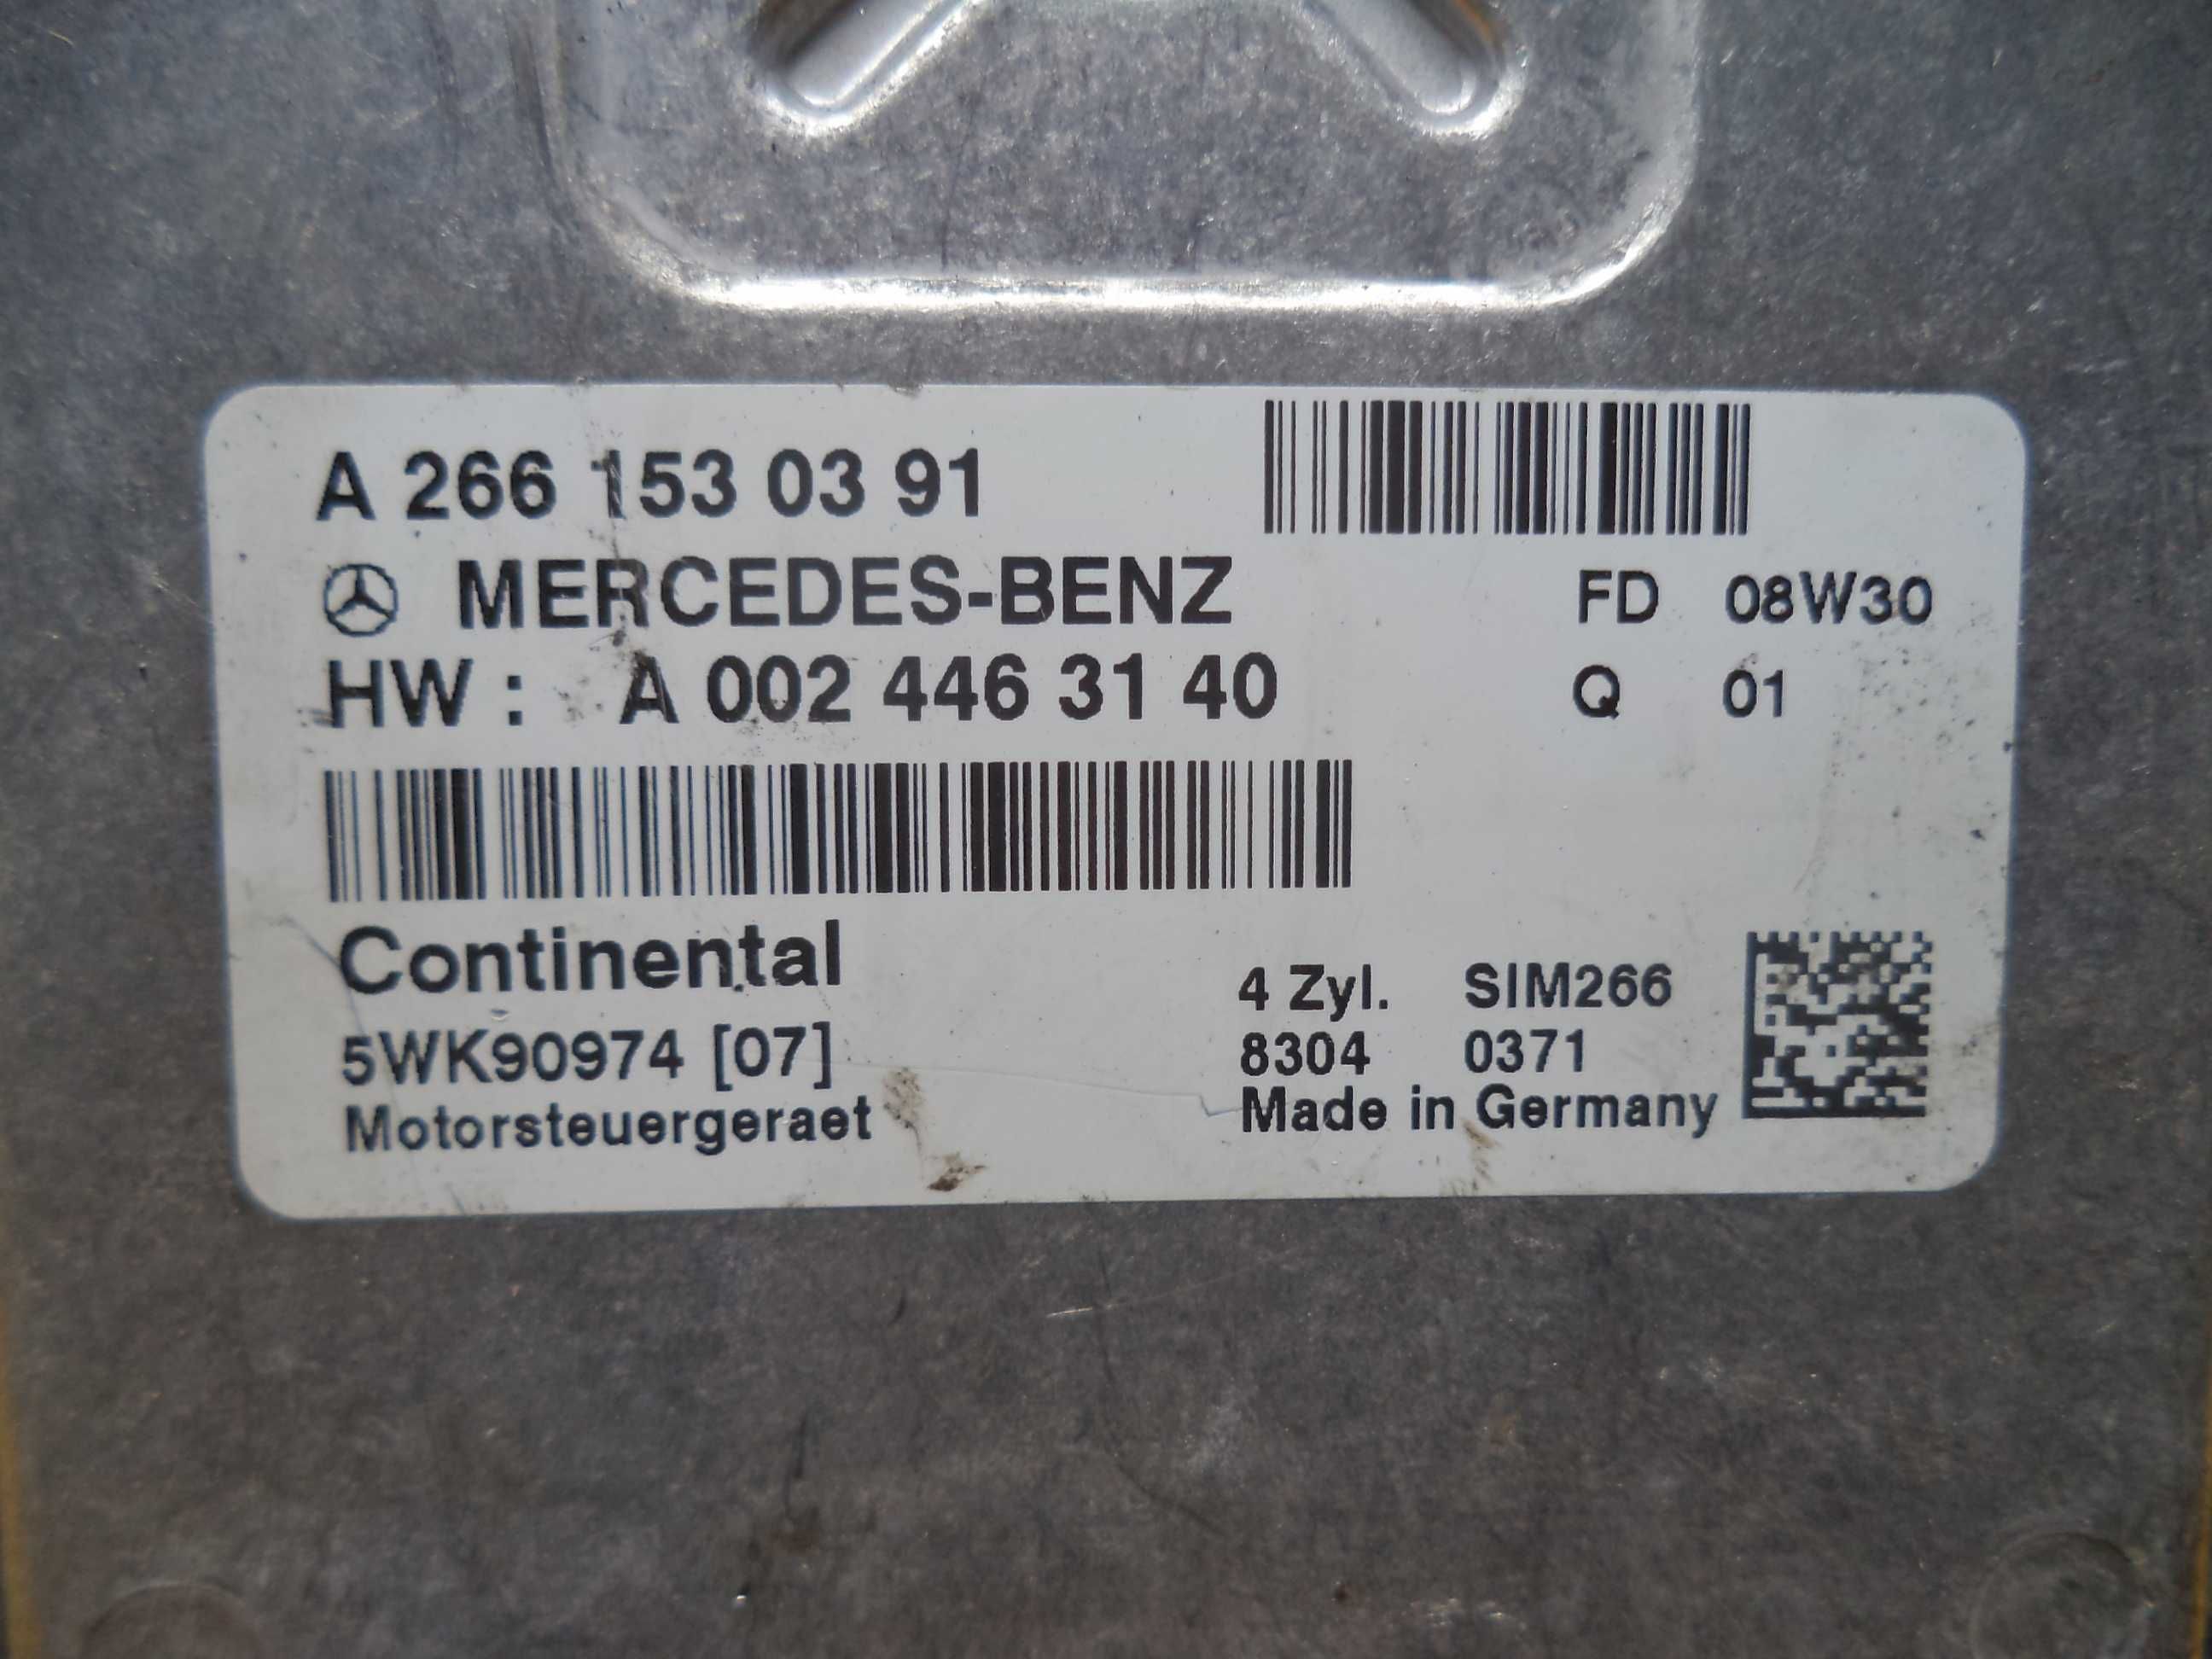 A 266 153 03 91
MERCEDES-BENZ FD 08W30
HW : A 002 446 31 40 Q 01
Continental
4 Zyl. SIM266
5WK90974 [07] 8304 0371
Motorsteuergeraet Made in Germany